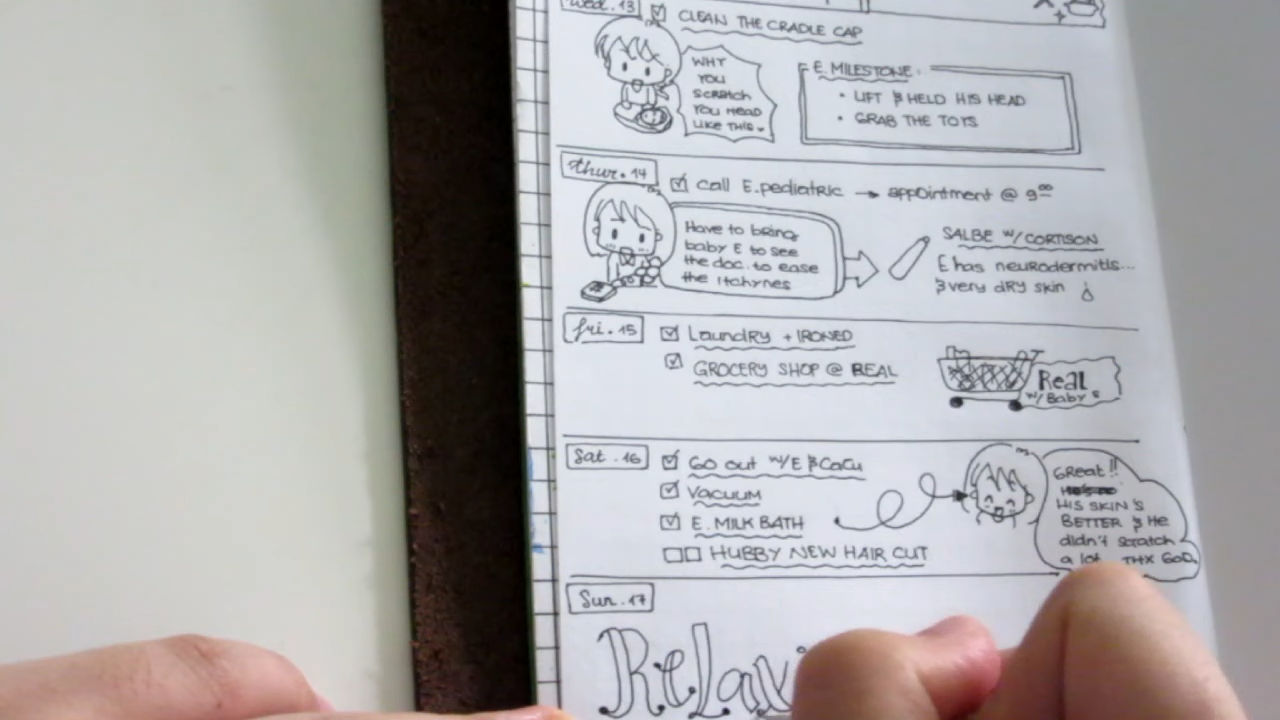 Wed. 13
CLEAN THE CRADLE CAP
WHY
YOU
SCRATCH
YOU HEAD
LIKE THIS
E. MILESTONE.
• LIFT & HELD HIS HEAD
• GRAB THE TOYS
Thur. 14
call E.pediatric → appointment @ 9⁰⁰
Have to bring
baby E to see
the doc. to ease
the itchynes
SALBE W/CORTISON
E has neurodermitis...
& very dry skin
Fri. 15
Laundry + IRONED
GROCERY SHOP @ REAL
Real
W/Baby
Sat. 16
Go out w/E & CaCu
VACUUM
E. MILK BATH
HUBBY NEW HAIR CUT
Great!!
HIS SKIN'S
BETTER & He
didn't scratch
a lot THX GOD
Sun. 17
Relax